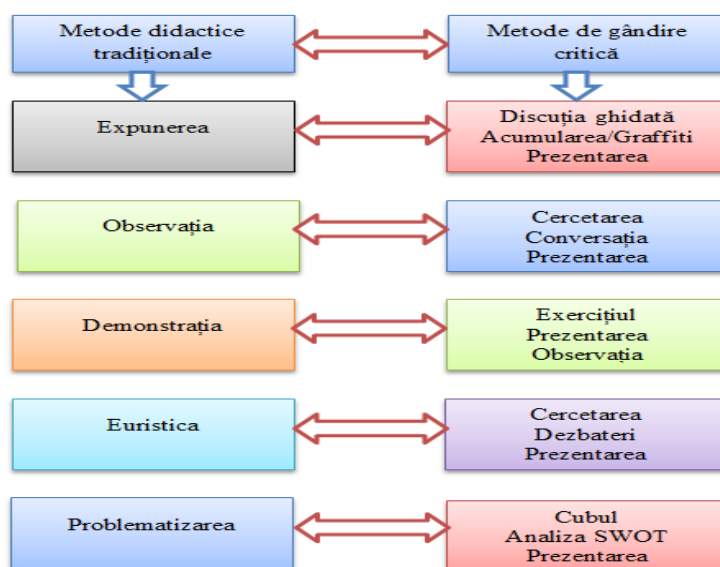 Metode didactice
tradiționale
Metode de gândire
critică
Expunerea
Discuția ghidată
Acumularea/Graffiti
Prezentarea
Observația
Cercetarea
Conversația
Prezentarea
Demonstrația
Exercițiul
Prezentarea
Observația
Euristica
Cercetarea
Dezbateri
Prezentarea
Problematizarea
Cubul
Analiza SWOT
Prezentarea